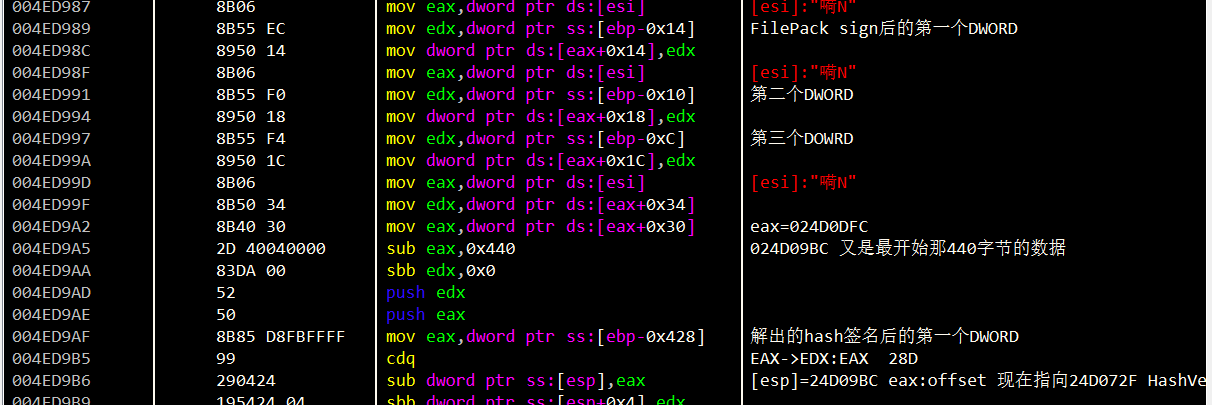 004ED987 8B06 mov eax,dword ptr ds:[esi] [esi]:"嗬N"
004ED989 8B55 EC mov edx,dword ptr ss:[ebp-0x14] FilePack sign后的第一个DWORD
004ED98C 8950 14 mov dword ptr ds:[eax+0x14],edx
004ED98F 8B06 mov eax,dword ptr ds:[esi] [esi]:"嗬N"
004ED991 8B55 F0 mov edx,dword ptr ss:[ebp-0x10] 第二个DWORD
004ED994 8950 18 mov dword ptr ds:[eax+0x18],edx
004ED997 8B55 F4 mov edx,dword ptr ss:[ebp-0xC] 第三个DOWRD
004ED99A 8950 1C mov dword ptr ds:[eax+0x1C],edx
004ED99D 8B06 mov eax,dword ptr ds:[esi] [esi]:"嗬N"
004ED99F 8B50 34 mov edx,dword ptr ds:[eax+0x34]
004ED9A2 8B40 30 mov eax,dword ptr ds:[eax+0x30] eax=024D0DFC
004ED9A5 2D 40040000 sub eax,0x440 024D09BC 又是最开始那440字节的数据
004ED9AA 83DA 00 sbb edx,0x0
004ED9AD 52 push edx
004ED9AE 50 push eax
004ED9AF 8B85 D8FBFFFF mov eax,dword ptr ss:[ebp-0x428] 解出的hash签名后的第一个DWORD
004ED9B5 99 cdq EAX->EDX:EAX 28D
004ED9B6 290424 sub dword ptr ss:[esp],eax [esp]=24D09BC eax:offset 现在指向24D072F HashVe
004ED9B9 195424 04 sbb dword ptr ss:[esp+0x4],edx